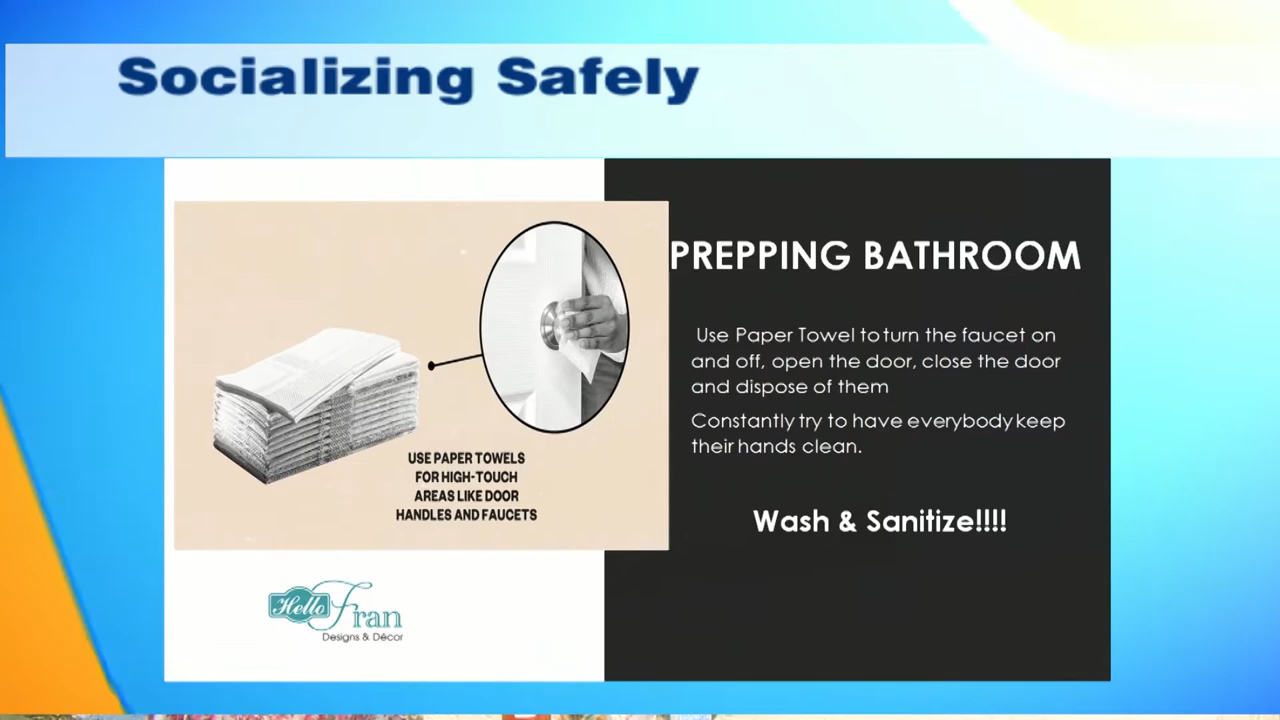 Socializing Safely
PREPPING BATHROOM
Use Paper Towel to turn the faucet on
and off, open the door, close the door
and dispose of them
Constantly try to have everybody keep
their hands clean.
Wash & Sanitize!!!!
USE PAPER TOWELS
FOR HIGH-TOUCH
AREAS LIKE DOOR
HANDLES AND FAUCETS
Hello Fran
Designs & Décor